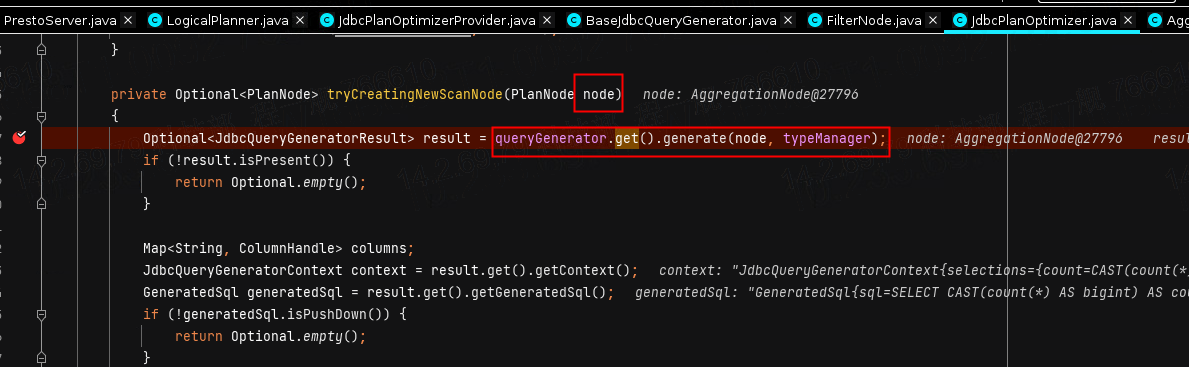 PrestoServer.java × LogicalPlanner.java × JdbcPlanOptimizerProvider.java × BaseJdbcQueryGenerator.java × FilterNode.java × JdbcPlanOptimizer.java ×
}
private Optional<PlanNode> tryCreatingNewScanNode(PlanNode node) node: AggregationNode@27796
{
Optional<JdbcQueryGeneratorResult> result = queryGenerator.get().generate(node, typeManager); node: AggregationNode@27796
if (!result.isPresent()) {
return Optional.empty();
}
Map<String, ColumnHandle> columns;
JdbcQueryGeneratorContext context = result.get().getContext(); context: "JdbcQueryGeneratorContext{selections={count=CAST(count(*
GeneratedSql generatedSql = result.get().getGeneratedSql(); generatedSql: "GeneratedSql{sql=SELECT CAST(count(*) AS bigint) AS
if (!generatedSql.isPushDown()) {
return Optional.empty();
}